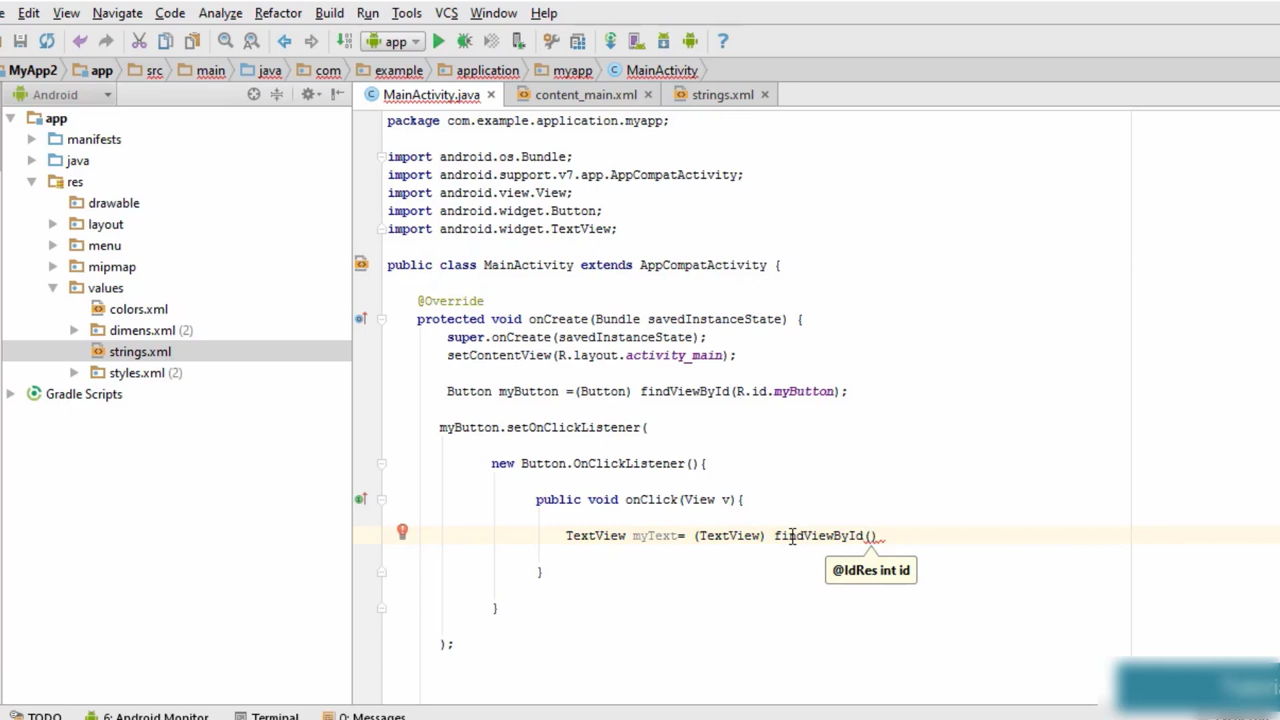 Edit View Navigate Code Analyze Refactor Build Run Tools VCS Window Help
app
MyApp2 app src main java com example application myapp MainActivity
Android
MainActivity.java content_main.xml strings.xml
app
manifests
java
res
drawable
layout
menu
mipmap
values
colors.xml
dimens.xml (2)
strings.xml
styles.xml (2)
Gradle Scripts
package com.example.application.myapp;
import android.os.Bundle;
import android.support.v7.app.AppCompatActivity;
import android.view.View;
import android.widget.Button;
import android.widget.TextView;
public class MainActivity extends AppCompatActivity {
@Override
protected void onCreate(Bundle savedInstanceState) {
super.onCreate(savedInstanceState);
setContentView(R.layout.activity_main);
Button myButton =(Button) findViewById(R.id.myButton);
myButton.setOnClickListener(
new Button.OnClickListener(){
public void onClick(View v){
TextView myText= (TextView) findViewById()
@IdRes int id
}
}
);
TODO 6: Android Monitor Terminal 0: Messages